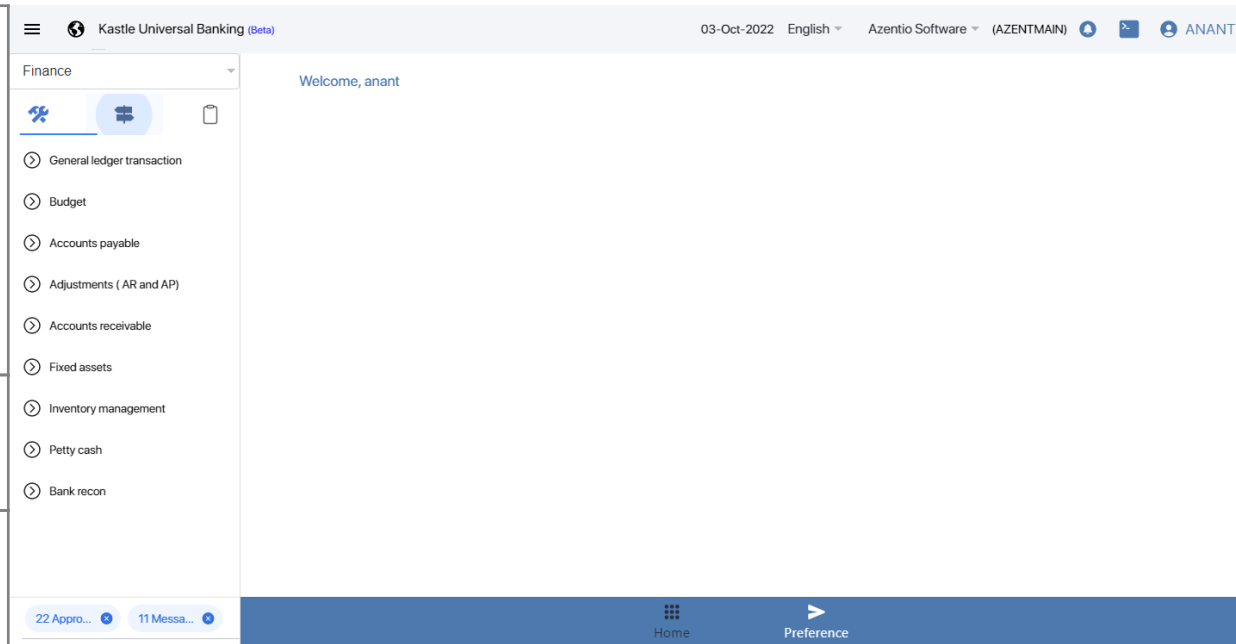 Kastle Universal Banking (Beta) 03-Oct-2022 English Azentio Software (AZENTMAIN) ANANT
Finance
Welcome, anant
General ledger transaction
Budget
Accounts payable
Adjustments ( AR and AP)
Accounts receivable
Fixed assets
Inventory management
Petty cash
Bank recon
22 Appro... 11 Messa...
Home Preference